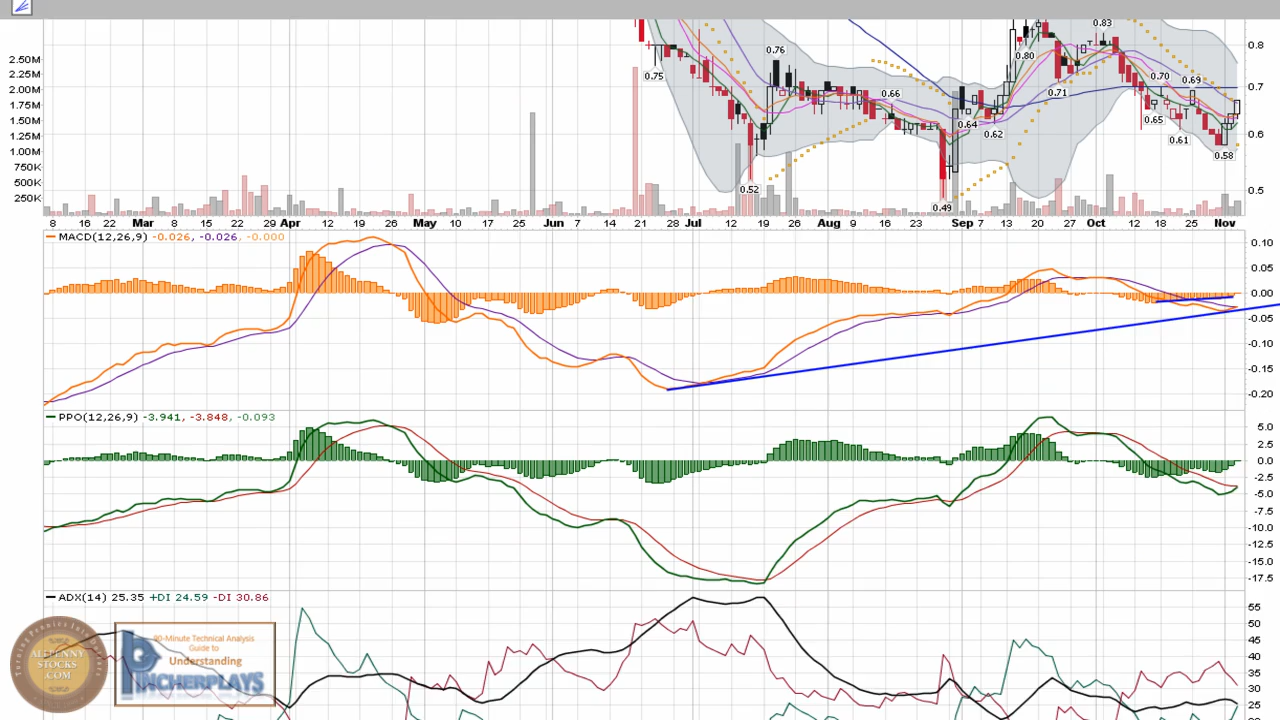 0.83
0.76
0.80
0.8
0.75
0.70
0.69
0.71
0.7
0.66
0.65
0.64
0.62
0.61
0.6
0.58
0.52
0.49
0.5
2.50M
2.25M
2.00M
1.75M
1.50M
1.25M
1.00M
750K
500K
250K
8 16 22 Mar 8 15 22 29 Apr 12 19 26 May 10 17 24 Jun 7 14 21 28 Jul 12 19 26 Aug 9 16 23 Sep 7 13 20 27 Oct 12 18 25 Nov
MACD(12,26,9) -0.026, -0.026, -0.000
0.10
0.05
0.00
-0.05
-0.10
-0.15
-0.20
PPO(12,26,9) -3.941, -3.848, -0.093
5.0
2.5
0.0
-2.5
-5.0
-7.5
-10.0
-12.5
-15.0
-17.5
ADX(14) 25.35 +DI 24.59 -DI 30.86
55
50
45
40
35
30
25
20
Turning Pennies Into Dollars
ALLPENNY
STOCKS
.COM
90-Minute Technical Analysis
Guide to
Understanding
PINCHERPLAYS